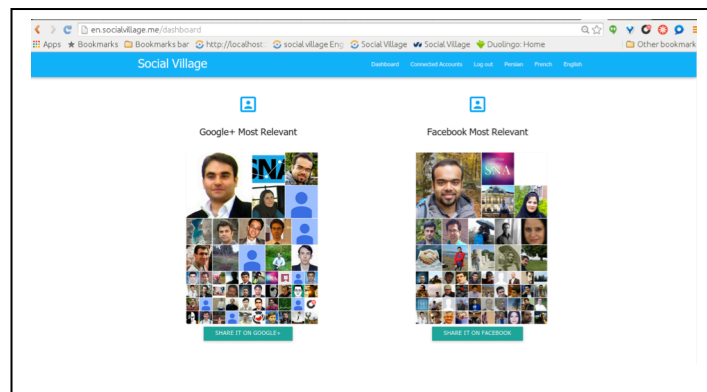 en.socialvillage.me/dashboard
Apps Bookmarks Bookmarks bar http://localhost: social village Eng Social Village Social Village Duolingo: Home Other bookmark
Social Village Dashboard Connected Accounts Log out Persian French English
Google+ Most Relevant
Facebook Most Relevant
SNA
SNA
SHARE IT ON GOOGLE+
SHARE IT ON FACEBOOK